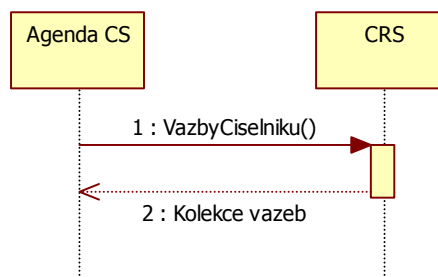 Agenda CS
CRS
1 : VazbyCiselniku()
2 : Kolekce vazeb